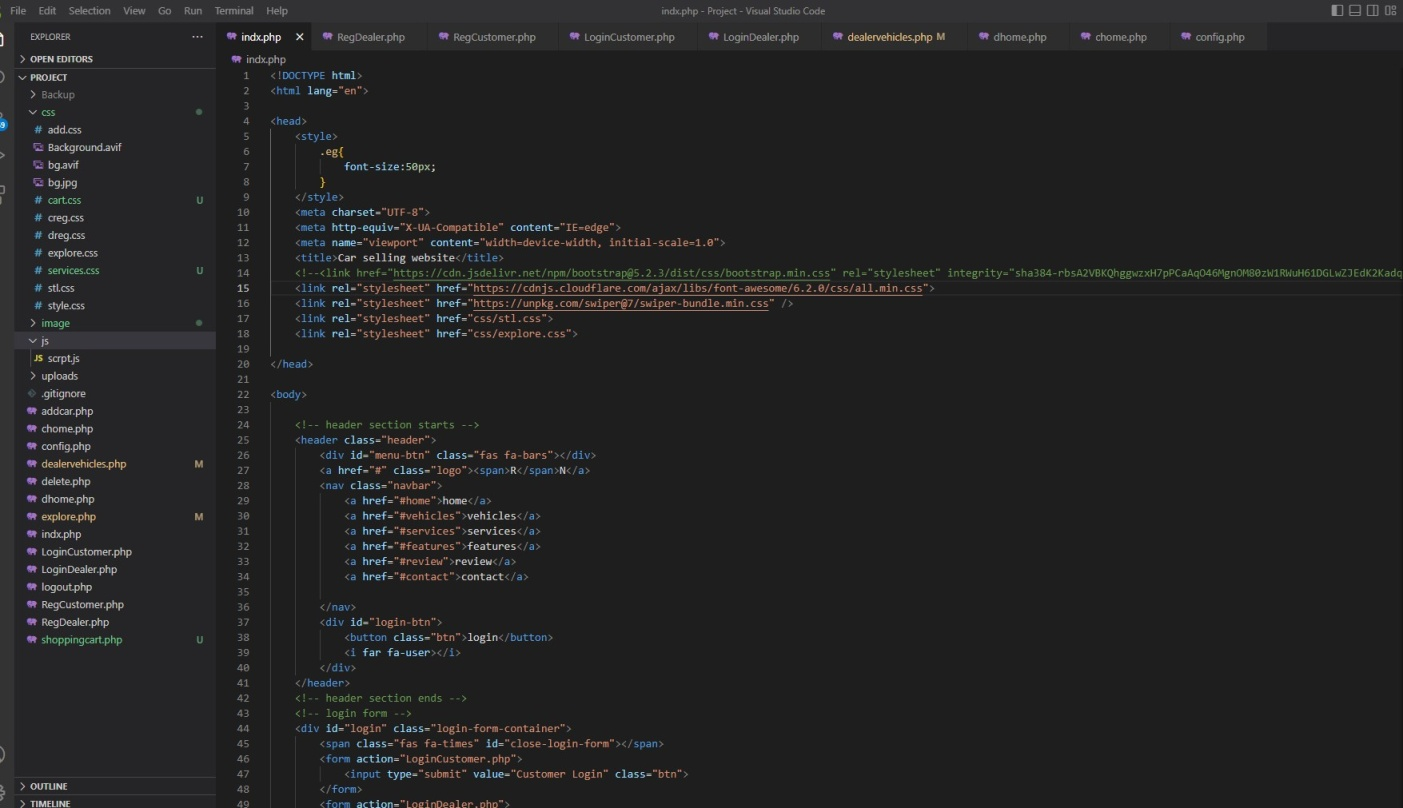 File Edit Selection View Go Run Terminal Help
indx.php - Project - Visual Studio Code
EXPLORER ...
OPEN EDITORS
PROJECT
Backup
css
# add.css
Background.avif
bg.avif
bg.jpg
# cart.css U
# creg.css
# dreg.css
# explore.css
# services.css U
# stl.css
# style.css
image
js
JS scrpt.js
uploads
.gitignore
addcar.php
chome.php
config.php
dealervehicles.php M
delete.php
dhome.php
explore.php M
indx.php
LoginCustomer.php
LoginDealer.php
logout.php
RegCustomer.php
RegDealer.php
shoppingcart.php U
OUTLINE
TIMELINE
indx.php RegDealer.php RegCustomer.php LoginCustomer.php LoginDealer.php dealervehicles.php M dhome.php chome.php config.php
indx.php
1 <!DOCTYPE html>
2 <html lang="en">
3
4 <head>
5 <style>
6 .eg{
7 font-size:50px;
8 }
9 </style>
10 <meta charset="UTF-8">
11 <meta http-equiv="X-UA-Compatible" content="IE=edge">
12 <meta name="viewport" content="width=device-width, initial-scale=1.0">
13 <title>Car selling website</title>
14 <!--<link href="https://cdn.jsdelivr.net/npm/bootstrap@5.2.3/dist/css/bootstrap.min.css" rel="stylesheet" integrity="sha384-rbsA2VBKQhggwzxH7pPCaAqO46MgnOM80zW1RWuH61DGLwZJEdK2Kadq
15 <link rel="stylesheet" href="https://cdnjs.cloudflare.com/ajax/libs/font-awesome/6.2.0/css/all.min.css">
16 <link rel="stylesheet" href="https://unpkg.com/swiper@7/swiper-bundle.min.css" />
17 <link rel="stylesheet" href="css/stl.css">
18 <link rel="stylesheet" href="css/explore.css">
19
20 </head>
21
22 <body>
23
24 <!-- header section starts -->
25 <header class="header">
26 <div id="menu-btn" class="fas fa-bars"></div>
27 <a href="#" class="logo"><span>R</span>N</a>
28 <nav class="navbar">
29 <a href="#home">home</a>
30 <a href="#vehicles">vehicles</a>
31 <a href="#services">services</a>
32 <a href="#features">features</a>
33 <a href="#review">review</a>
34 <a href="#contact">contact</a>
35
36 </nav>
37 <div id="login-btn">
38 <button class="btn">login</button>
39 <i far fa-user></i>
40 </div>
41 </header>
42 <!-- header section ends -->
43 <!-- login form -->
44 <div id="login" class="login-form-container">
45 <span class="fas fa-times" id="close-login-form"></span>
46 <form action="LoginCustomer.php">
47 <input type="submit" value="Customer Login" class="btn">
48 </form>
49 <form action="LoginDealer.php">